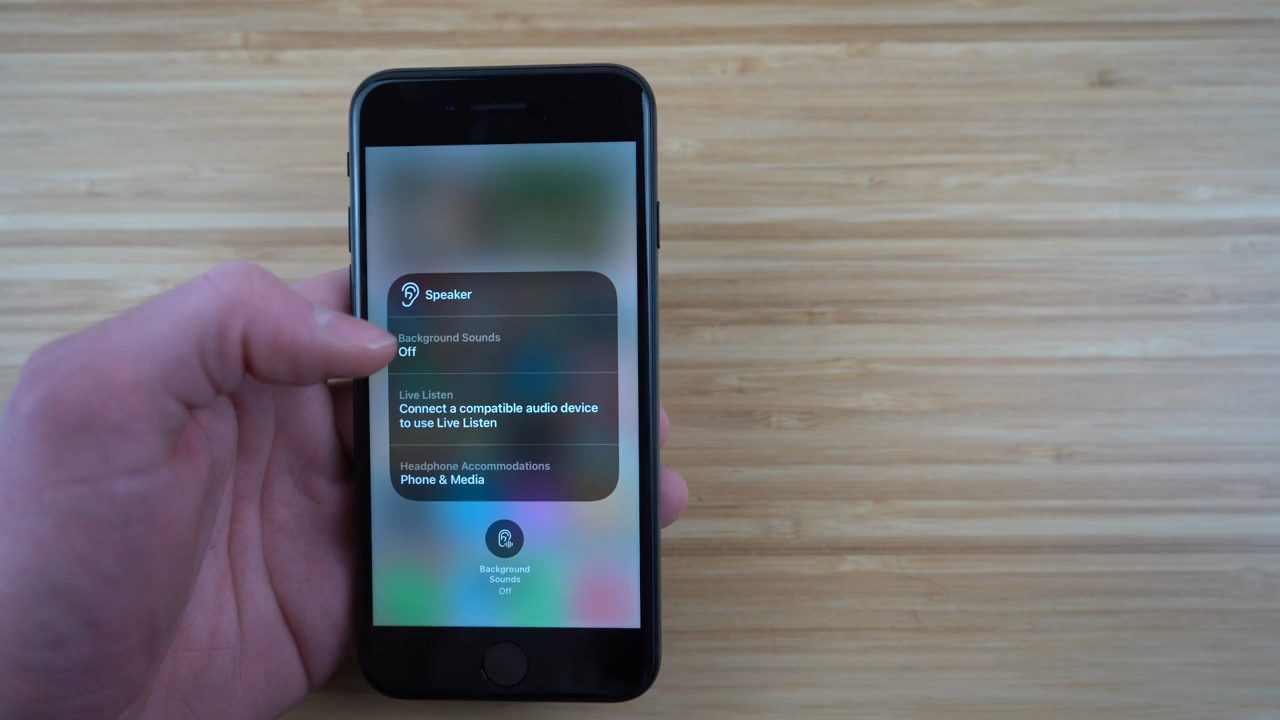 Speaker
Background Sounds
Off
Live Listen
Connect a compatible audio device
to use Live Listen
Headphone Accommodations
Phone & Media
Background
Sounds
Off